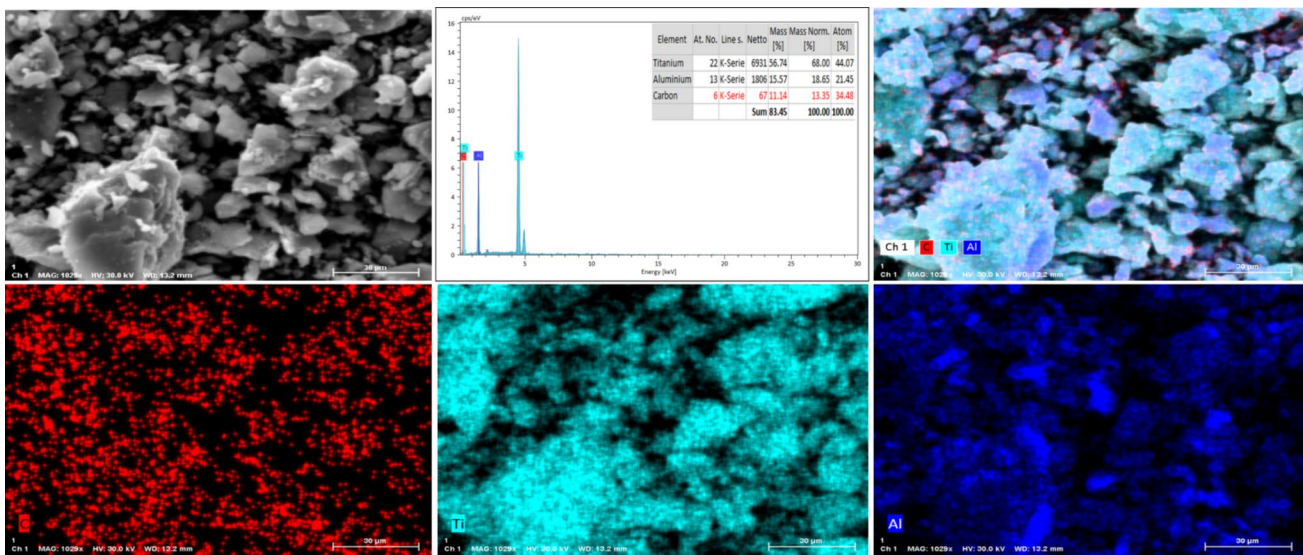 1
Ch 1 MAG: 1029x HV: 30.0 kV WD: 13.2 mm
30 µm
cps/eV
16
14
12
10
8
6
4
2
0
Ti
Al
Ti
5
10
15
20
25
30
Energy [keV]
Element At. No. Line s. Netto Mass Mass Norm. Atom
[%] [%] [%]
Titanium 22 K-Serie 6931 56.74 68.00 44.07
Aluminium 13 K-Serie 1806 15.57 18.65 21.45
Carbon 6 K-Serie 67 11.14 13.35 34.48
Sum 83.45 100.00 100.00
Ch 1 C Ti Al
1
Ch 1 MAG: 1029x HV: 30.0 kV WD: 13.2 mm
30 µm
C
1
Ch 1 MAG: 1029x HV: 30.0 kV WD: 13.2 mm
30 µm
Ti
1
Ch 1 MAG: 1029x HV: 30.0 kV WD: 13.2 mm
30 µm
Al
1
Ch 1 MAG: 1029x HV: 30.0 kV WD: 13.2 mm
30 µm